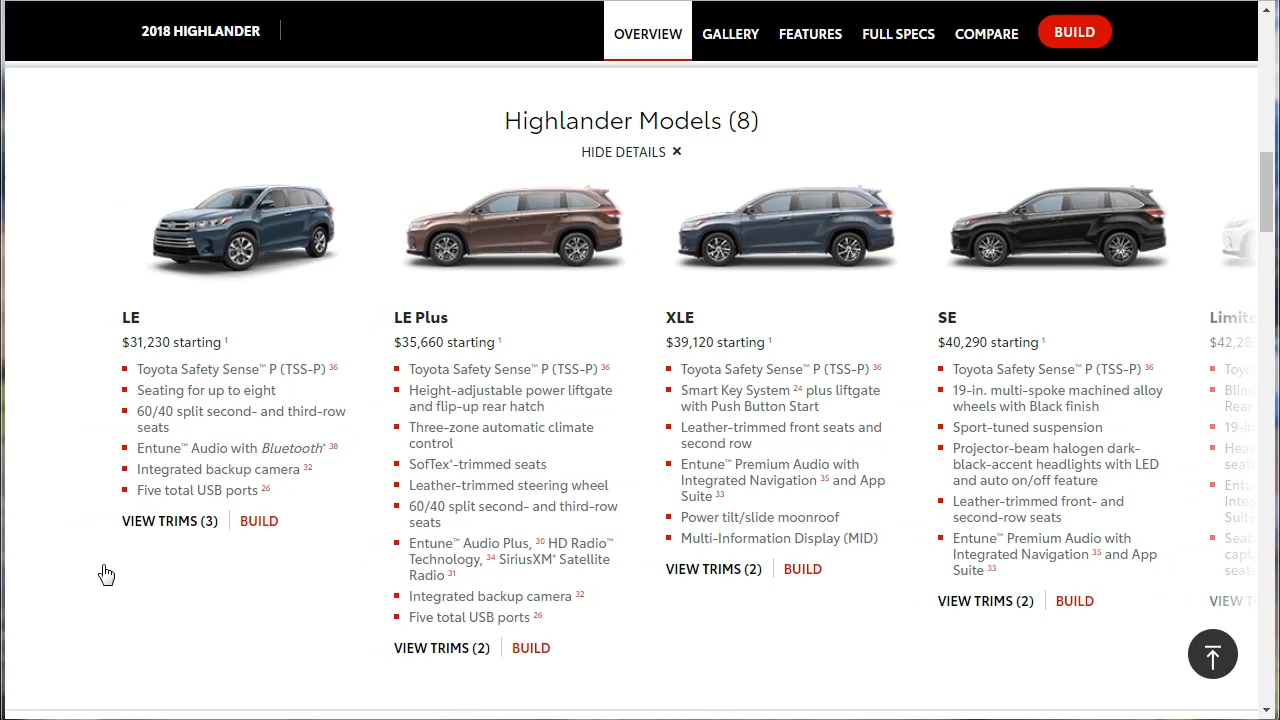 2018 HIGHLANDER
OVERVIEW
GALLERY
FEATURES
FULL SPECS
COMPARE
BUILD
Highlander Models (8)
HIDE DETAILS ×
LE
$31,230 starting 1
Toyota Safety Sense™ P (TSS-P) 36
Seating for up to eight
60/40 split second- and third-row
seats
Entune™ Audio with Bluetooth® 38
Integrated backup camera 32
Five total USB ports 26
VIEW TRIMS (3)
BUILD
LE Plus
$35,660 starting 1
Toyota Safety Sense™ P (TSS-P) 36
Height-adjustable power liftgate
and flip-up rear hatch
Three-zone automatic climate
control
SofTex®-trimmed seats
Leather-trimmed steering wheel
60/40 split second- and third-row
seats
Entune™ Audio Plus, 30 HD Radio™
Technology, 34 SiriusXM® Satellite
Radio 31
Integrated backup camera 32
Five total USB ports 26
VIEW TRIMS (2)
BUILD
XLE
$39,120 starting 1
Toyota Safety Sense™ P (TSS-P) 36
Smart Key System 24 plus liftgate
with Push Button Start
Leather-trimmed front seats and
second row
Entune™ Premium Audio with
Integrated Navigation 35 and App
Suite 33
Power tilt/slide moonroof
Multi-Information Display (MID)
VIEW TRIMS (2)
BUILD
SE
$40,290 starting 1
Toyota Safety Sense™ P (TSS-P) 36
19-in. multi-spoke machined alloy
wheels with Black finish
Sport-tuned suspension
Projector-beam halogen dark-
black-accent headlights with LED
and auto on/off feature
Leather-trimmed front- and
second-row seats
Entune™ Premium Audio with
Integrated Navigation 35 and App
Suite 33
VIEW TRIMS (2)
BUILD
$42,28
Rear
19-in
VIEW